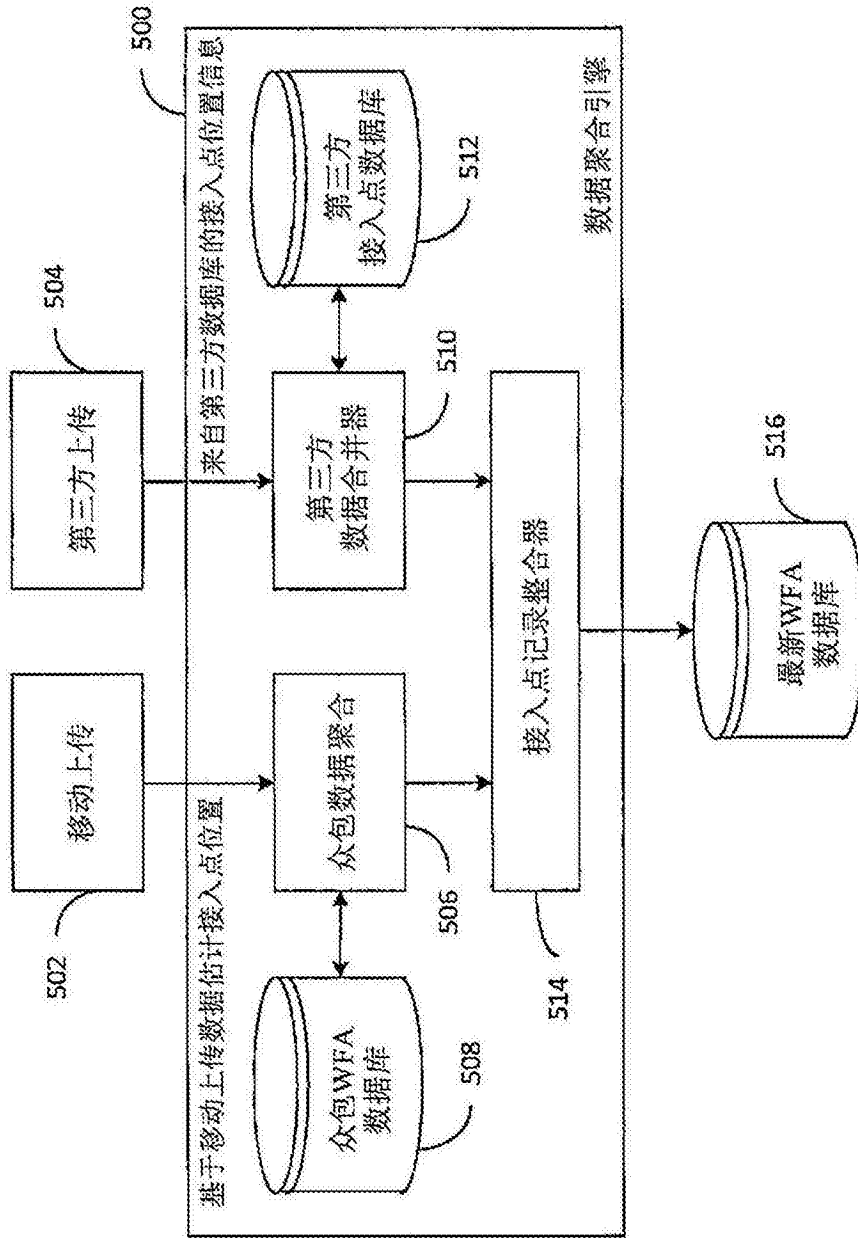 502
移动上传
第三方上传
504
500
基于移动上传数据估计接入点位置
来自第三方数据库的接入点位置信息
众包WFA
数据库
508
众包数据聚合
506
第三方
数据合并器
510
第三方
接入点数据库
512
514
接入点记录整合器
数据聚合引擎
最新WFA
数据库
516